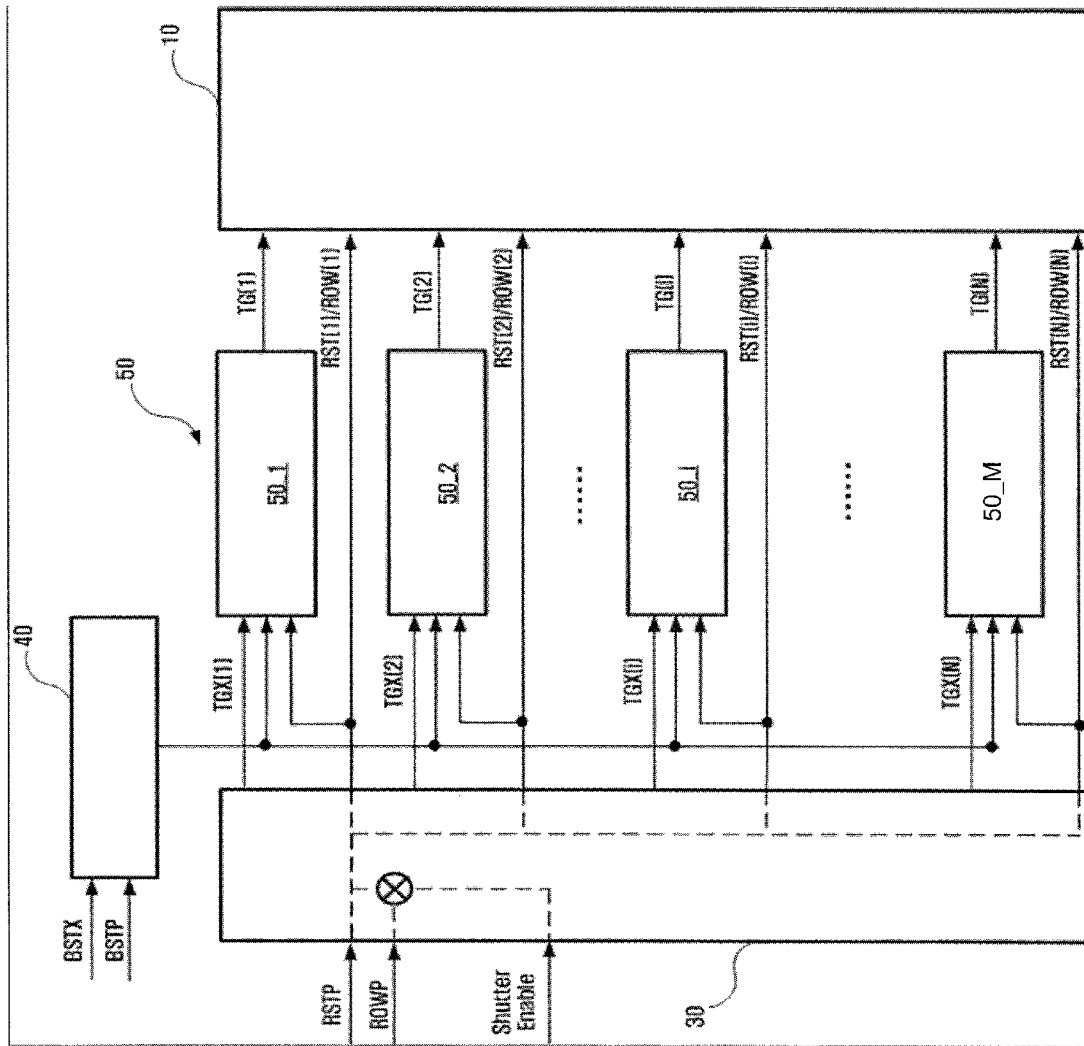 10
40
50
BSTX
BSTP
TGX(1)
50_1
TG(1)
RST(1)/ROW(1)
RSTP
ROWP
TGX(2)
50_2
TG(2)
RST(2)/ROW(2)
Shutter
Enable
......
TGX(i)
50_i
TG(i)
RST(i)/ROW(i)
......
TGX(N)
50_M
TG(N)
RST(N)/ROW(N)
30